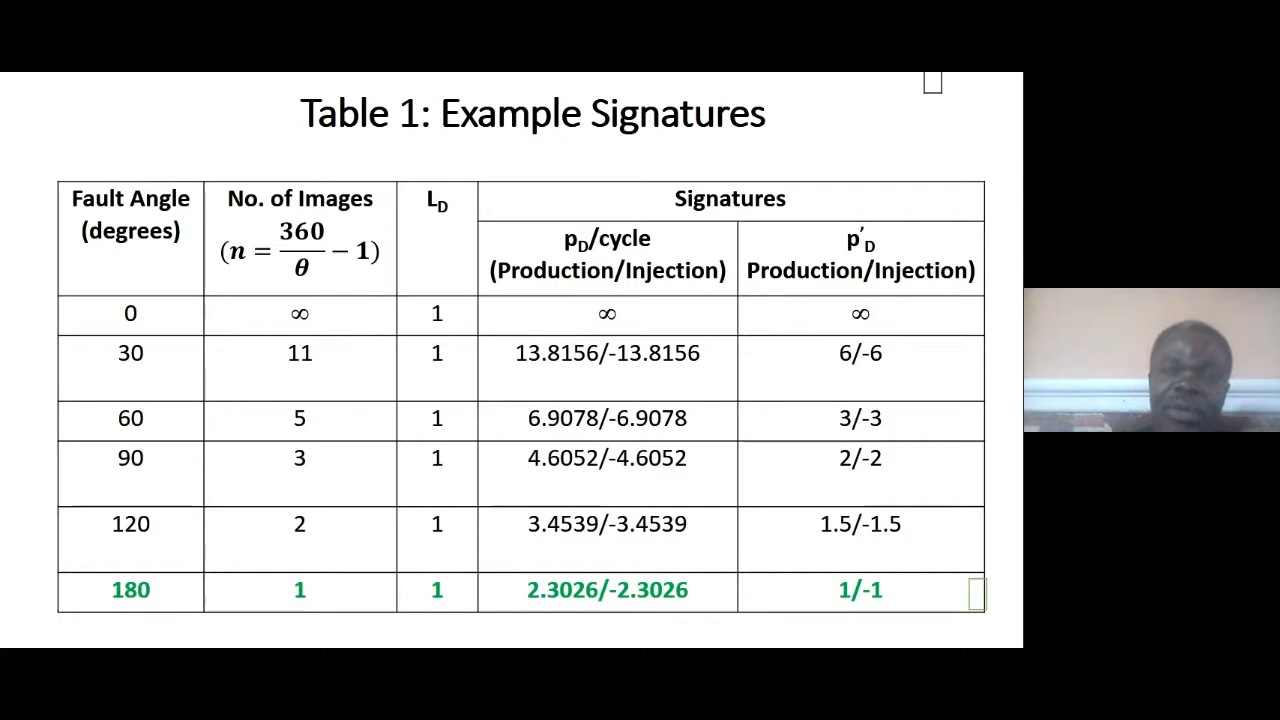 Table 1: Example Signatures
Fault Angle (degrees) No. of Images (n = 360/θ − 1) L_D Signatures
p_D/cycle (Production/Injection) p'_D Production/Injection)
0 ∞ 1 ∞ ∞
30 11 1 13.8156/-13.8156 6/-6
60 5 1 6.9078/-6.9078 3/-3
90 3 1 4.6052/-4.6052 2/-2
120 2 1 3.4539/-3.4539 1.5/-1.5
180 1 1 2.3026/-2.3026 1/-1